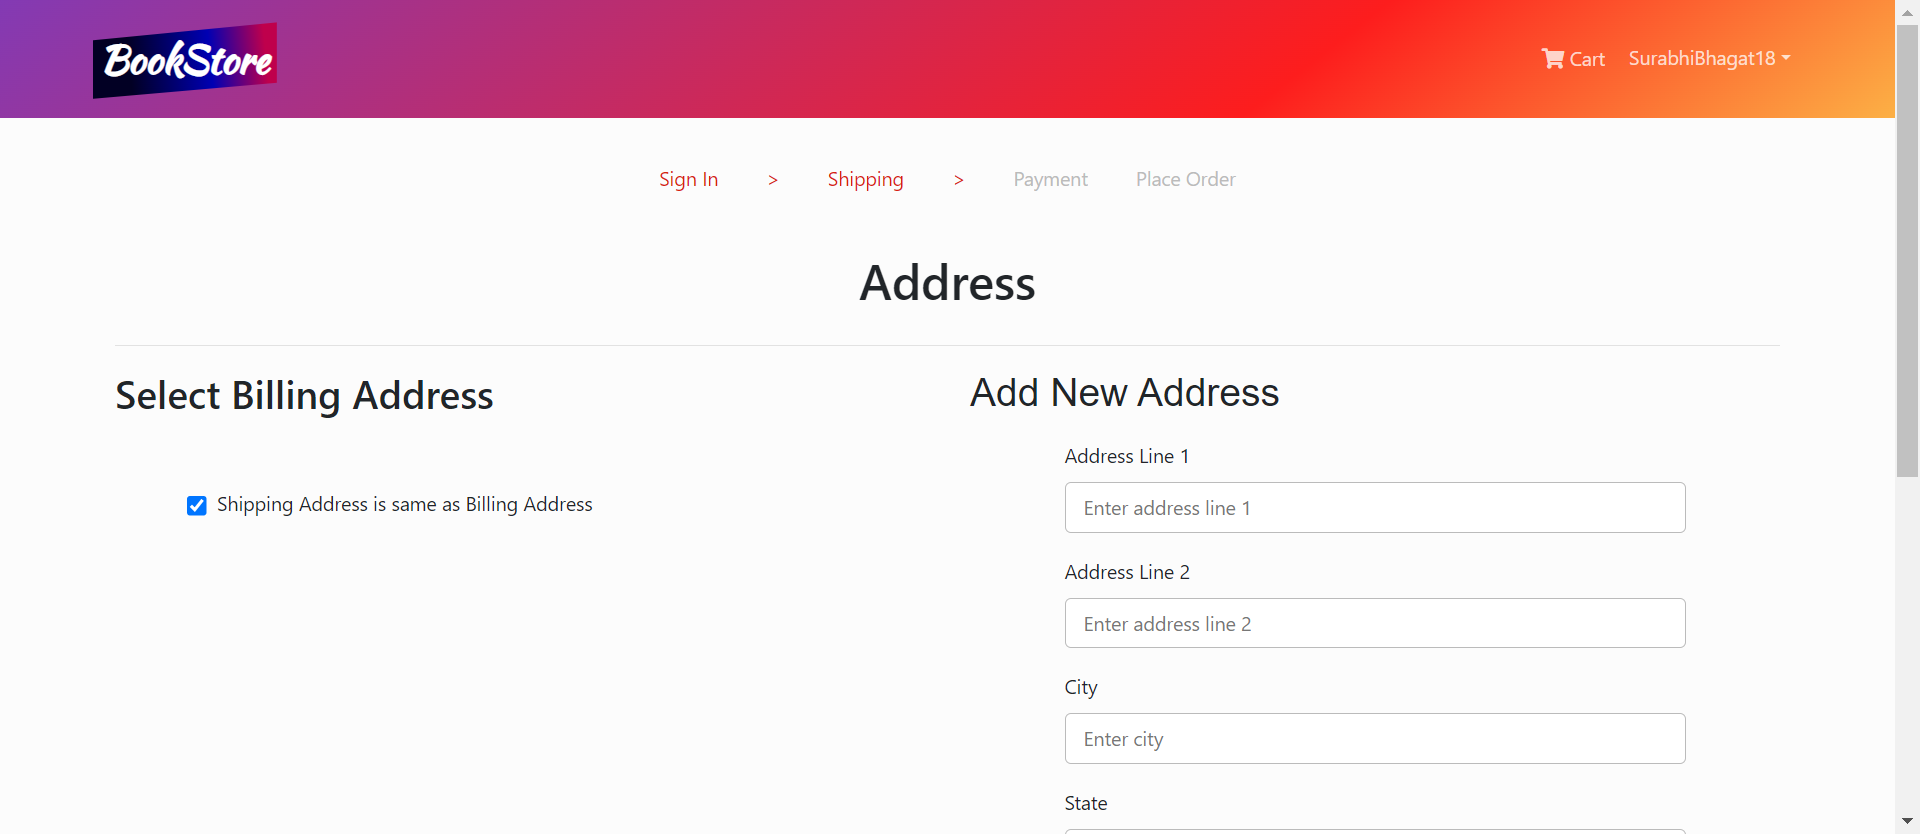 BookStore
Cart SurabhiBhagat18
Sign In > Shipping > Payment Place Order
Address
Select Billing Address
Shipping Address is same as Billing Address
Add New Address
Address Line 1
Enter address line 1
Address Line 2
Enter address line 2
City
Enter city
State